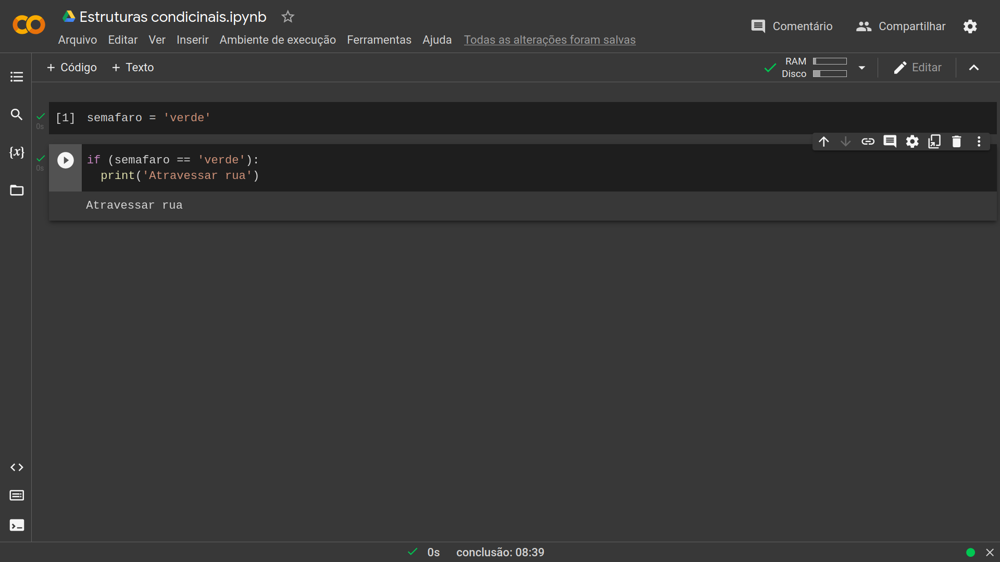 Estruturas condicinais.ipynb
Arquivo Editar Ver Inserir Ambiente de execução Ferramentas Ajuda Todas as alterações foram salvas
Comentário Compartilhar
+ Código + Texto
RAM
Disco
Editar
[1] semafaro = 'verde'
0s
{x}
if (semafaro == 'verde'):
print('Atravessar rua')
0s
Atravessar rua
0s conclusão: 08:39